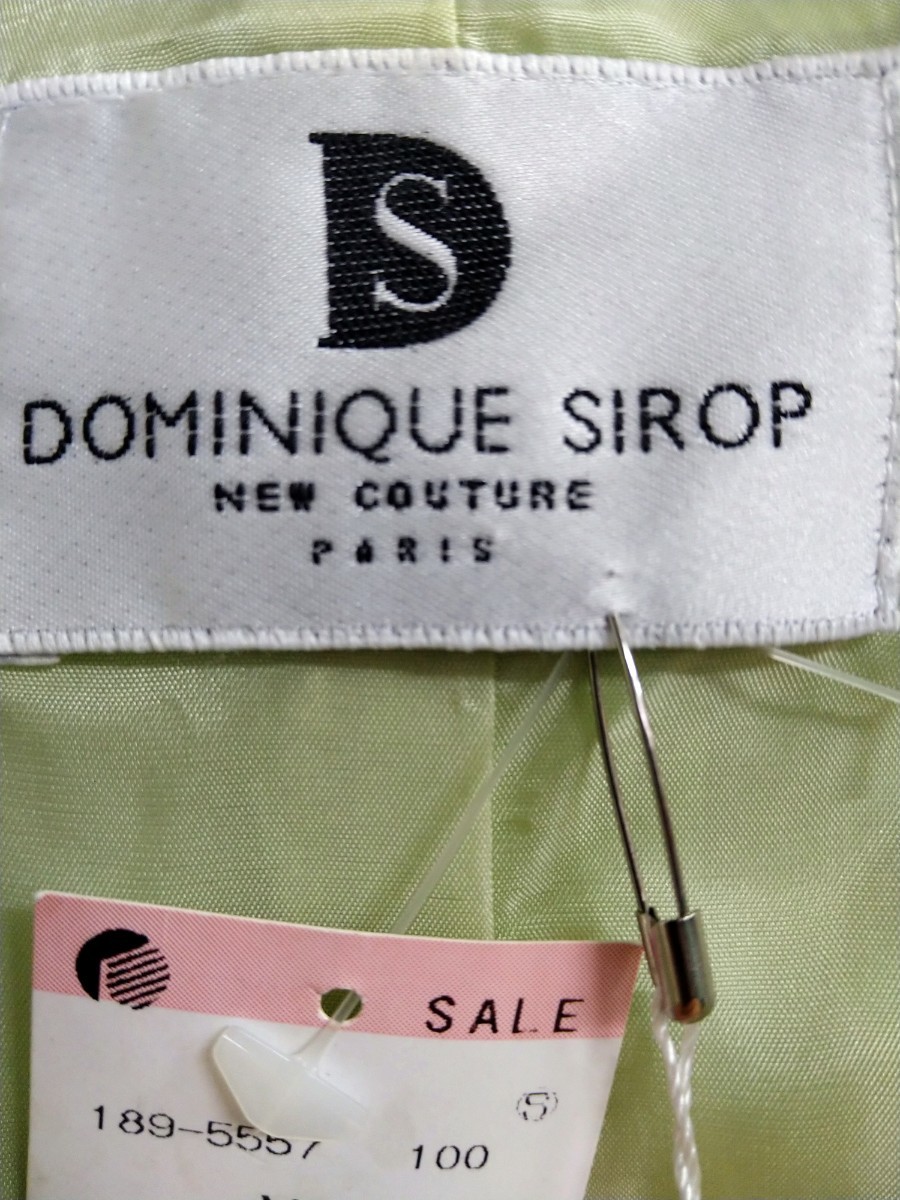 DS
DOMINIQUE SIROP
NEW COUTURE
PARIS
SALE
Ⓢ
189-5557 100